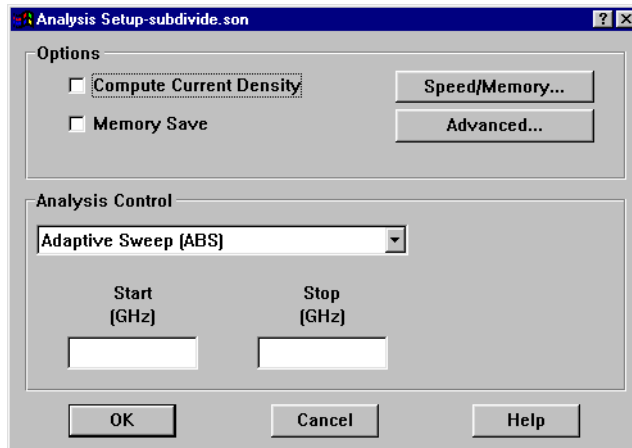 Analysis Setup-subdivide.son
Options
Compute Current Density
Speed/Memory...
Memory Save
Advanced...
Analysis Control
Adaptive Sweep (ABS)
Start Stop
(GHz) (GHz)
OK Cancel Help